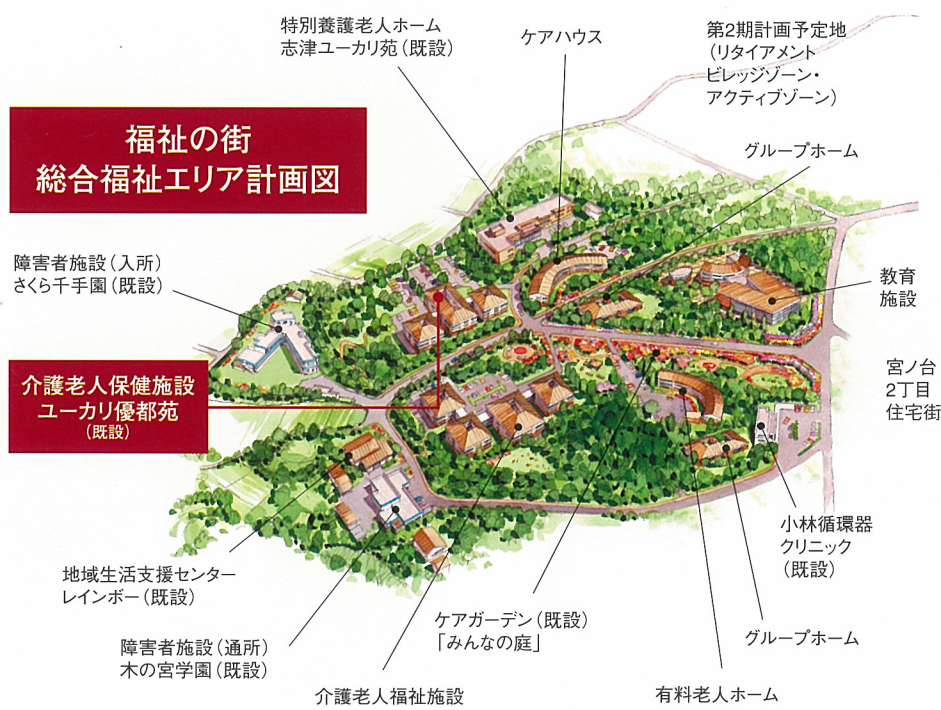 特別養護老人ホーム
志津ユーカリ苑(既設)
ケアハウス
第2期計画予定地
(リタイアメント
ビレッジゾーン・
アクティブゾーン)
福祉の街
総合福祉エリア計画図
グループホーム
障害者施設(入所)
さくら千手園(既設)
教育
施設
介護老人保健施設
ユーカリ優都苑
(既設)
宮ノ台
2丁目
住宅街
小林循環器
クリニック
(既設)
地域生活支援センター
レインボー(既設)
ケアガーデン(既設)
「みんなの庭」
グループホーム
障害者施設(通所)
木の宮学園(既設)
介護老人福祉施設
有料老人ホーム